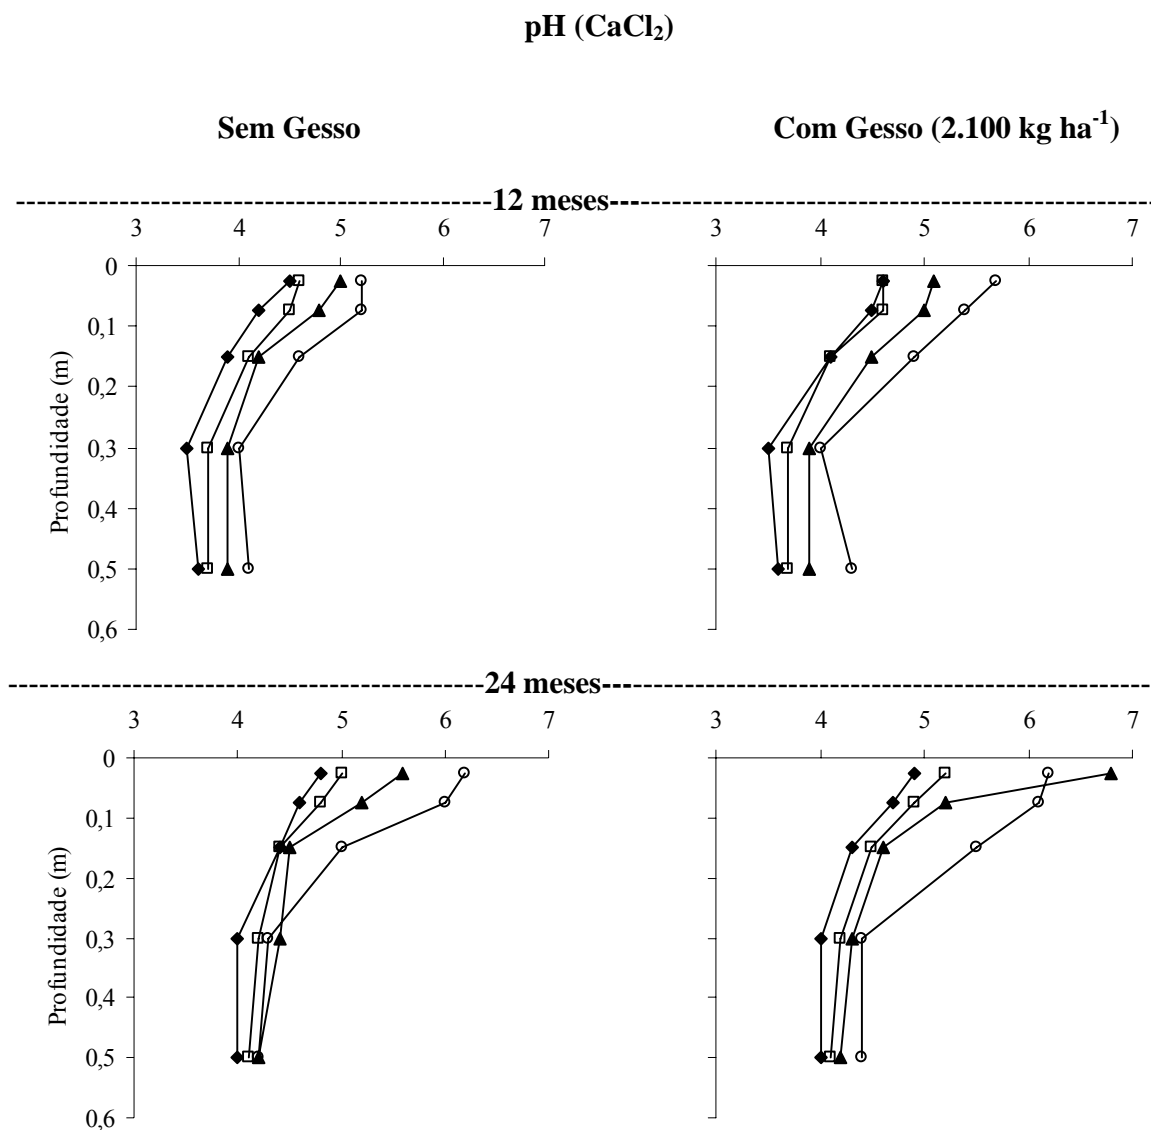 pH (CaCl₂)
Sem Gesso Com Gesso (2.100 kg ha⁻¹)
12 meses
3 4 5 6 7 3 4 5 6 7
0
0,1
0,2
0,3
0,4
0,5
0,6
Profundidade (m)
24 meses
3 4 5 6 7 3 4 5 6 7
0
0,1
0,2
0,3
0,4
0,5
0,6
Profundidade (m)